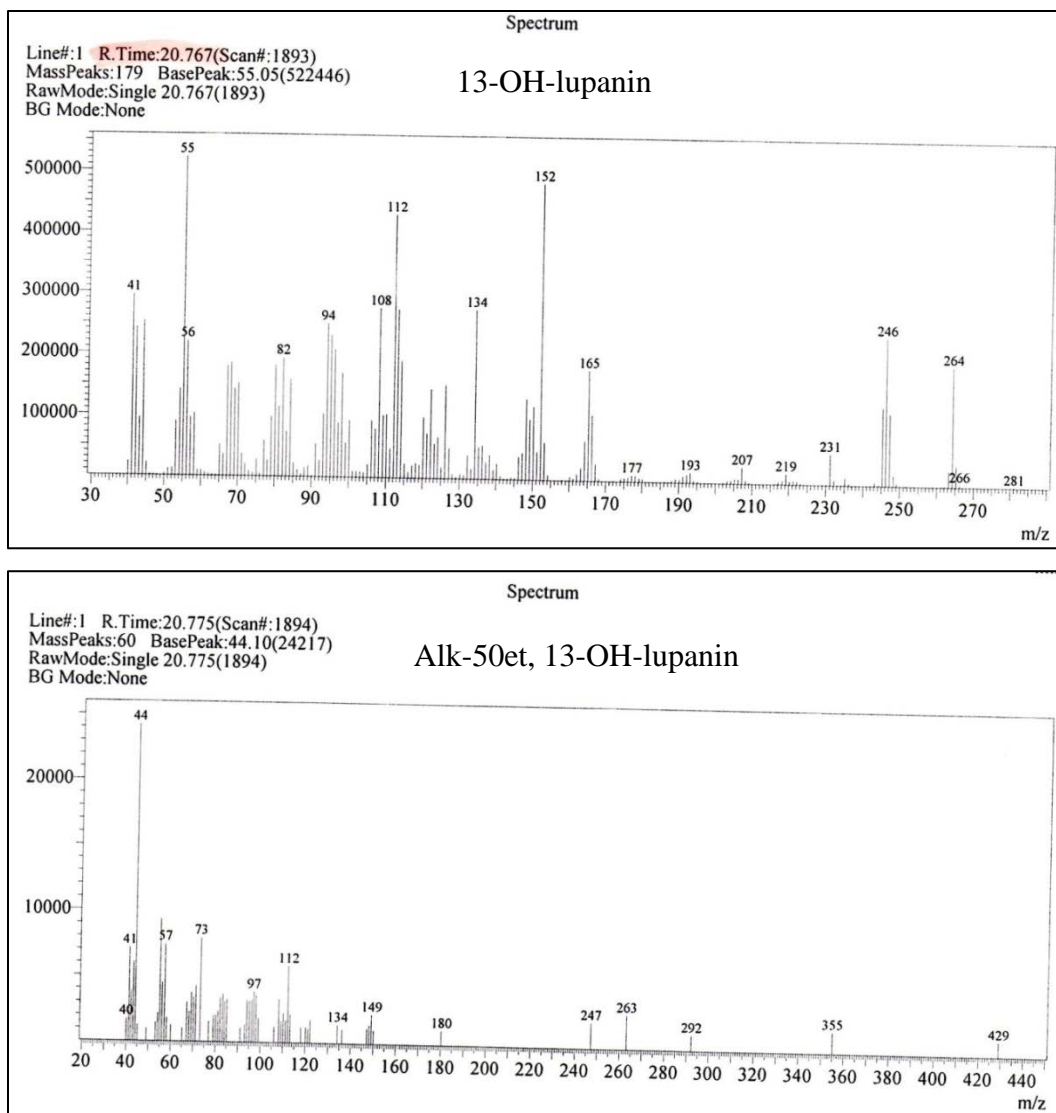 Spectrum
Line#:1 R.Time:20.767(Scan#:1893)
MassPeaks:179 BasePeak:55.05(522446)
RawMode:Single 20.767(1893)
BG Mode:None
13-OH-lupanin
500000
400000
300000
200000
100000
55
152
112
41
108
134
94
56
82
246
165
264
177
193
207
219
231
266
281
30 50 70 90 110 130 150 170 190 210 230 250 270
m/z
Spectrum
Line#:1 R.Time:20.775(Scan#:1894)
MassPeaks:60 BasePeak:44.10(24217)
RawMode:Single 20.775(1894)
BG Mode:None
Alk-50et, 13-OH-lupanin
20000
10000
44
41
57
73
112
97
40
134
149
180
247
263
292
355
429
20 40 60 80 100 120 140 160 180 200 220 240 260 280 300 320 340 360 380 400 420 440
m/z